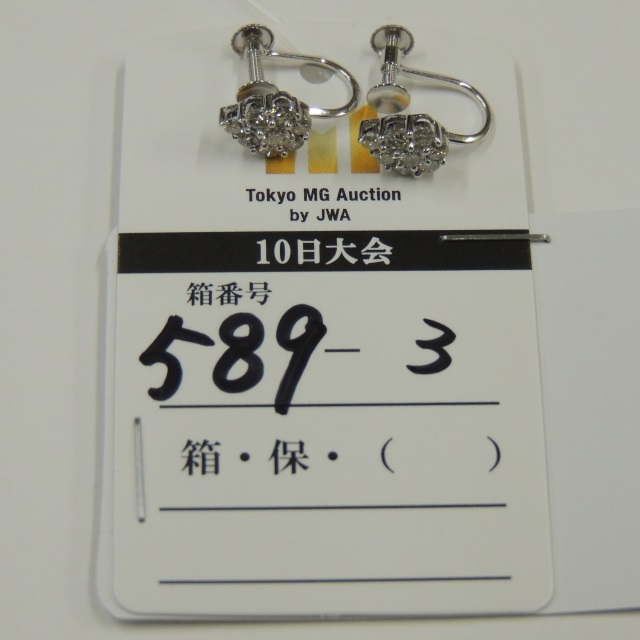 Tokyo MG Auction
by JWA
10日大会
箱番号
589-3
箱・保・（　　）